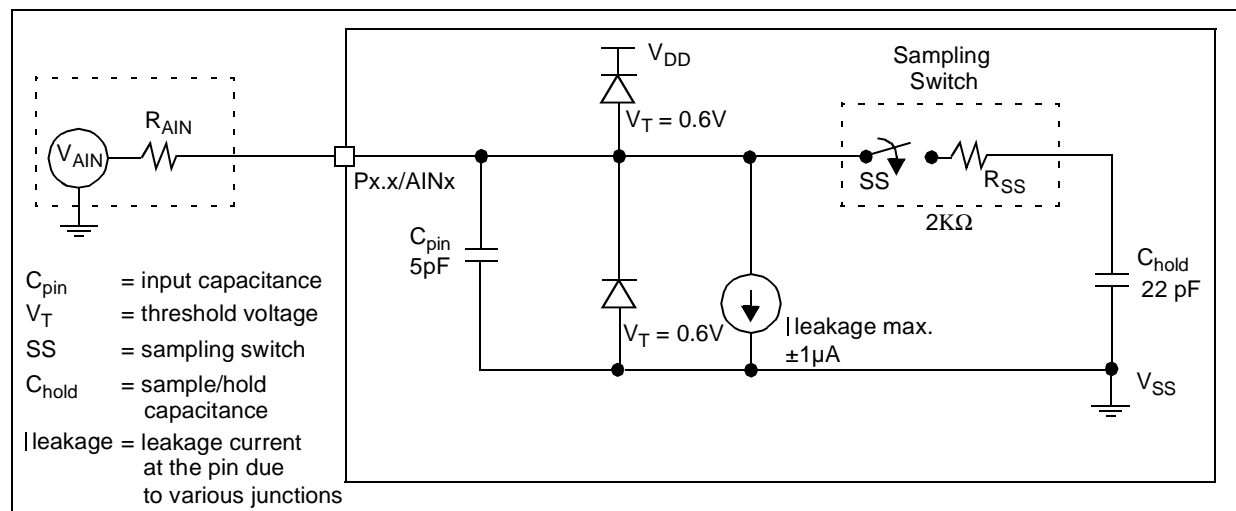 V_DD
Sampling
Switch
R_AIN
V_T = 0.6V
V_AIN
Px.x/AINx
SS
R_SS
2KΩ
C_pin
5pF
C_hold
22 pF
V_T = 0.6V
I leakage max.
±1µA
V_SS
C_pin = input capacitance
V_T = threshold voltage
SS = sampling switch
C_hold = sample/hold
capacitance
I leakage = leakage current
at the pin due
to various junctions